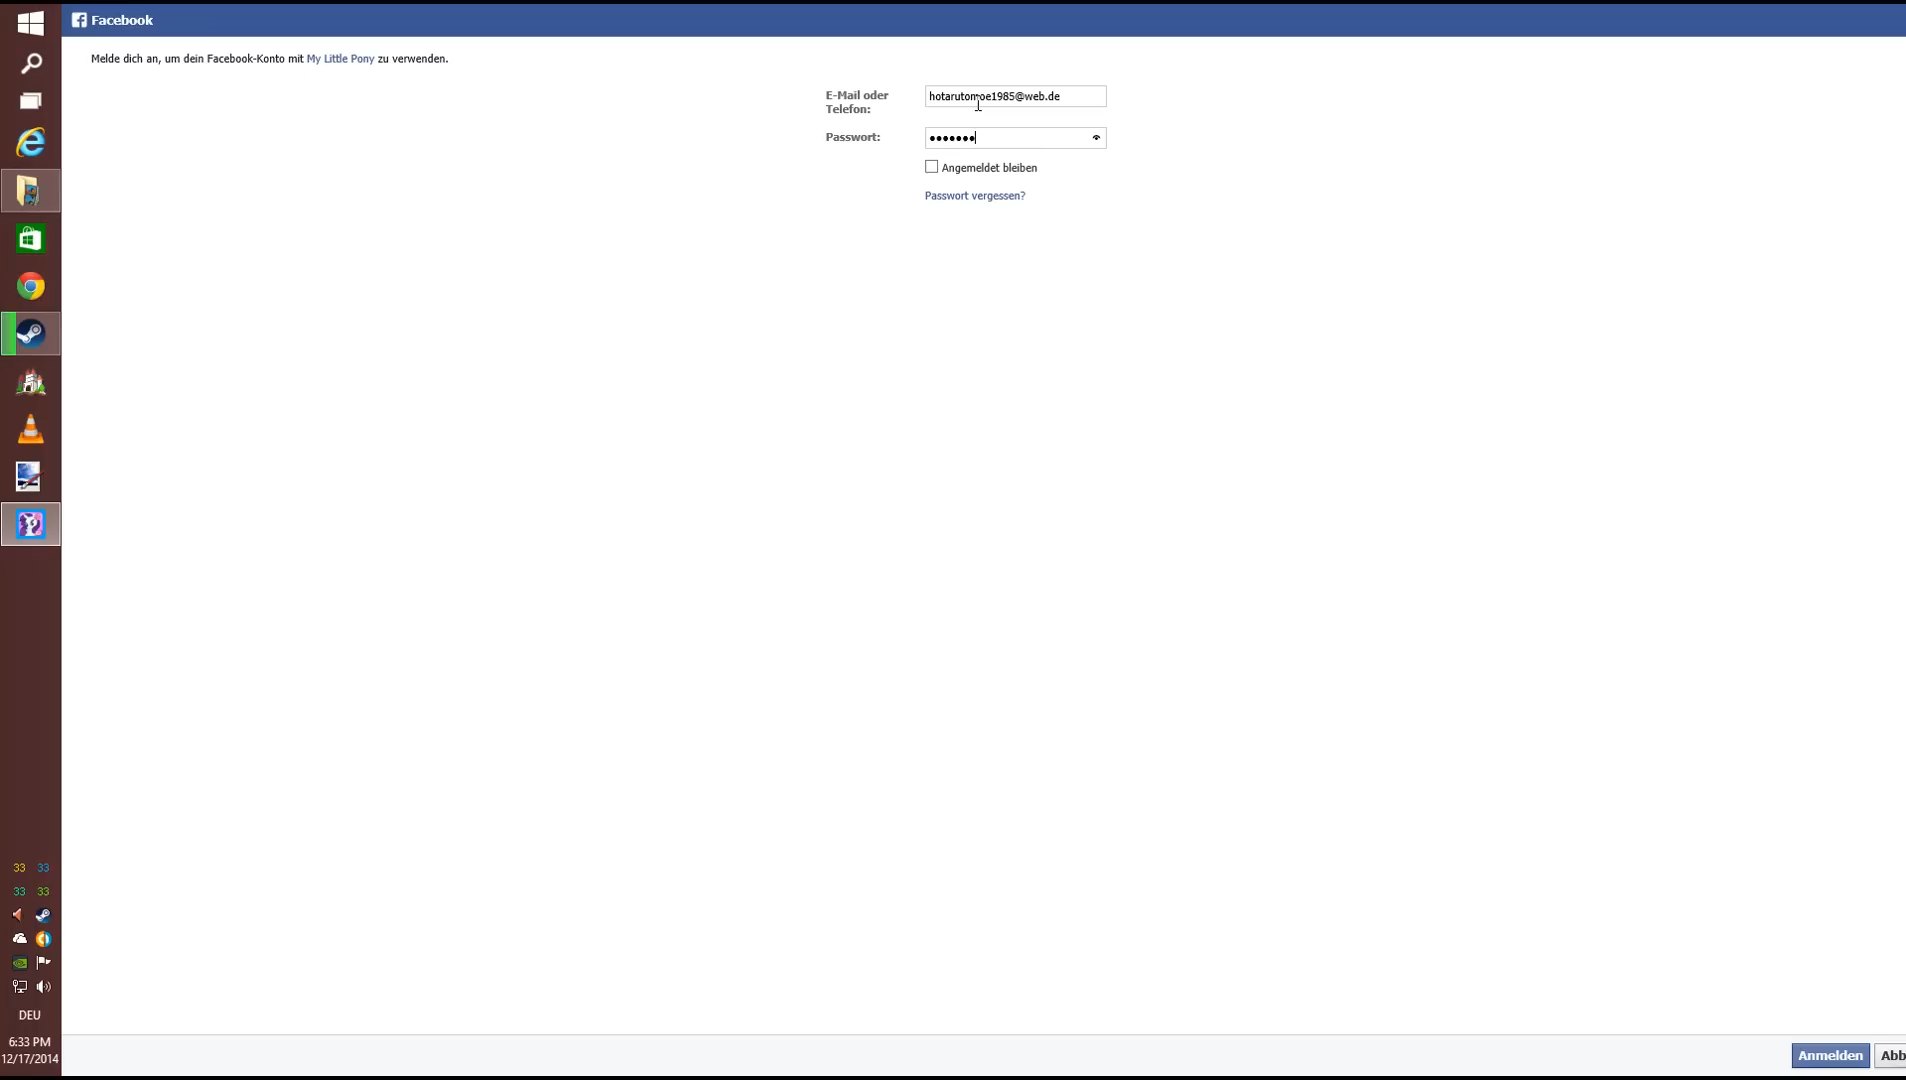 Facebook
Melde dich an, um dein Facebook-Konto mit My Little Pony zu verwenden.
E-Mail oder
Telefon:
hotarutomoe1985@web.de
Passwort:
Angemeldet bleiben
Passwort vergessen?
33 33
33 33
DEU
6:33 PM
12/17/2014
Anmelden
Abb